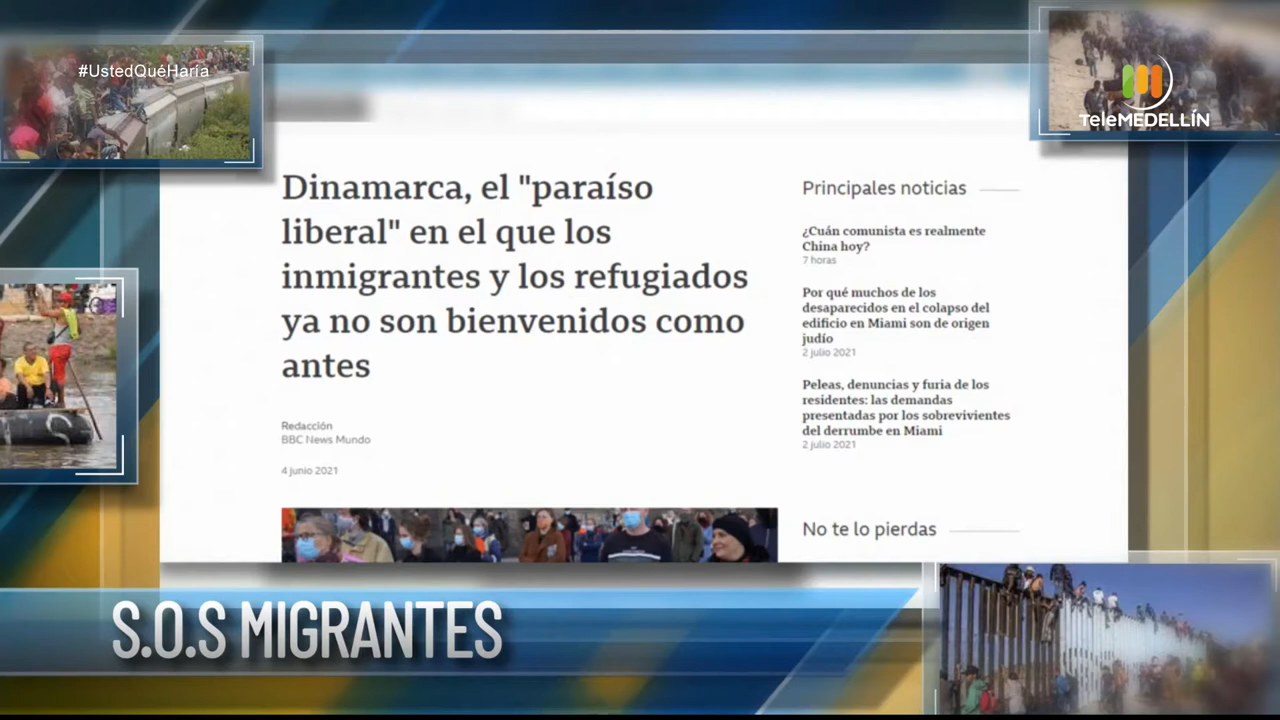 #UstedQuéHaría
TeleMEDELLÍN
Dinamarca, el "paraíso
liberal" en el que los
inmigrantes y los refugiados
ya no son bienvenidos como
antes
Redacción
BBC News Mundo
4 junio 2021
Principales noticias
¿Cuán comunista es realmente
China hoy?
7 horas
Por qué muchos de los
desaparecidos en el colapso del
edificio en Miami son de origen
judío
2 julio 2021
Peleas, denuncias y furia de los
residentes: las demandas
presentadas por los sobrevivientes
del derrumbe en Miami
2 julio 2021
No te lo pierdas
S.O.S MIGRANTES